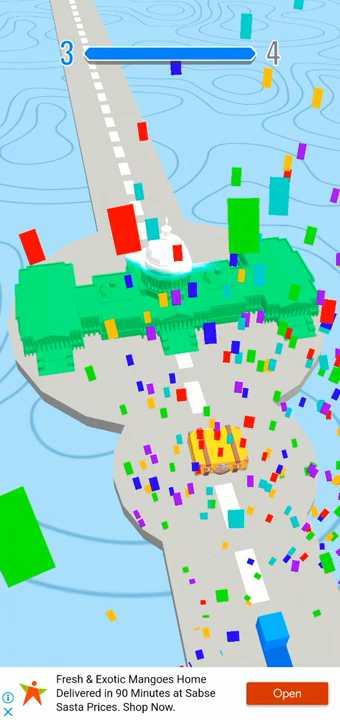 3 4
Fresh & Exotic Mangoes Home
Delivered in 90 Minutes at Sabse
Sasta Prices. Shop Now.
Open